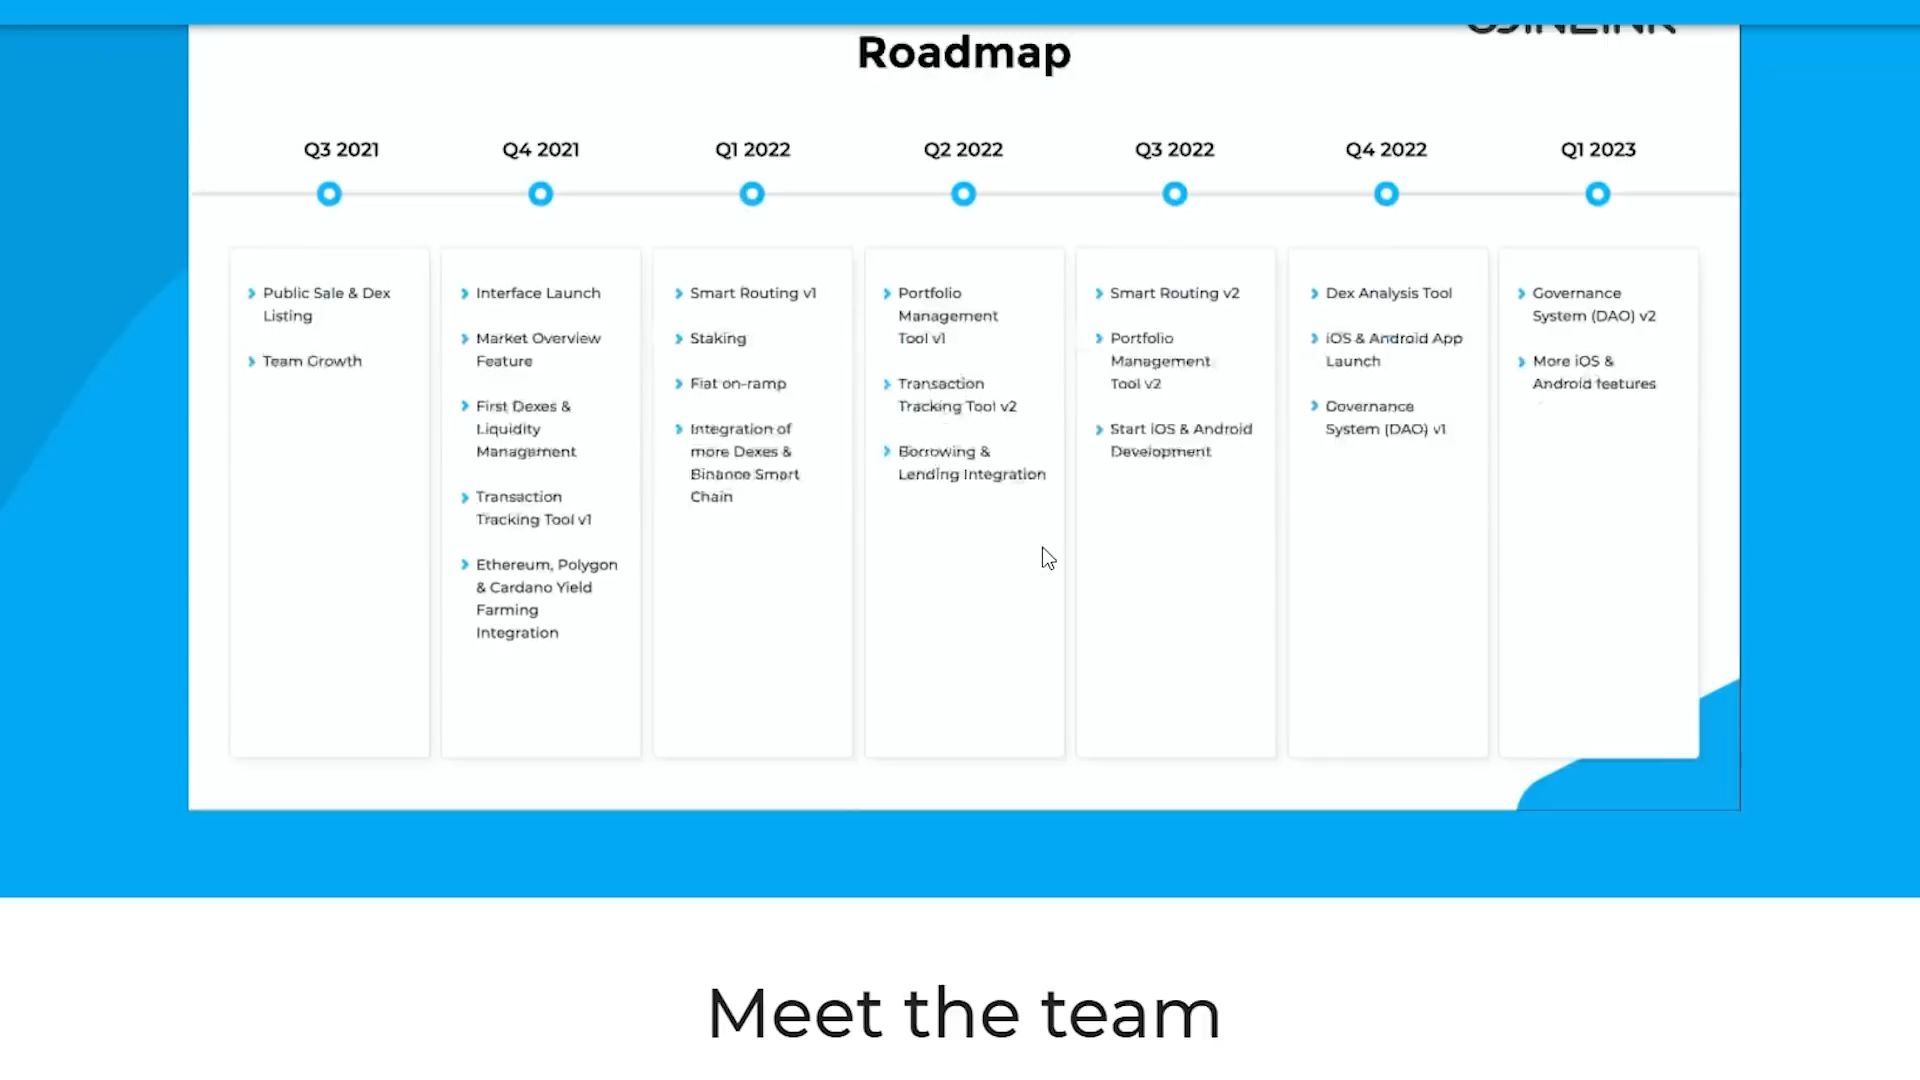 Roadmap
Q3 2021
Q4 2021
Q1 2022
Q2 2022
Q3 2022
Q4 2022
Q1 2023
Public Sale & Dex
Listing
Team Growth
Interface Launch
Market Overview
Feature
First Dexes &
Liquidity
Management
Transaction
Tracking Tool v1
Ethereum, Polygon
& Cardano Yield
Farming
Integration
Smart Routing v1
Staking
Fiat on-ramp
Integration of
more Dexes &
Binance Smart
Chain
Portfolio
Management
Tool v1
Transaction
Tracking Tool v2
Borrowing &
Lending Integration
Smart Routing v2
Portfolio
Management
Tool v2
Start iOS & Android
Development
Dex Analysis Tool
iOS & Android App
Launch
Governance
System (DAO) v1
Governance
System (DAO) v2
More iOS &
Android features
Meet the team